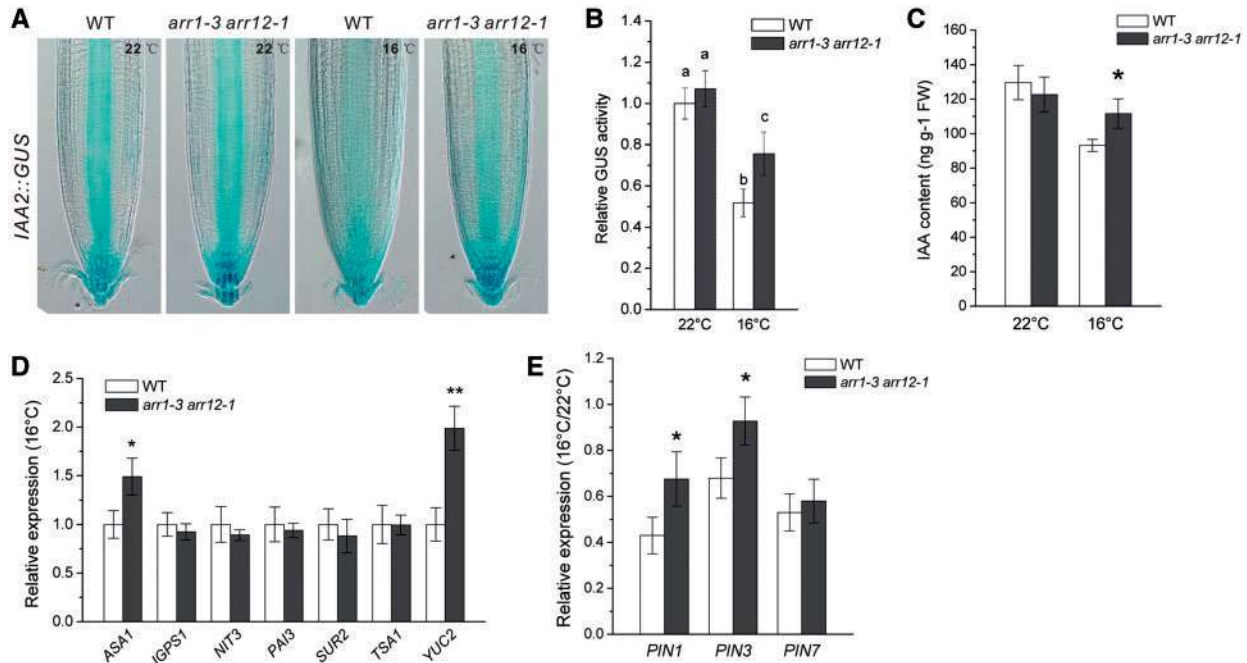 A
WT
arr1-3 arr12-1
WT
arr1-3 arr12-1
22 ℃
22 ℃
16 ℃
16 ℃
IAA2::GUS
B
WT
arr1-3 arr12-1
Relative GUS activity
1.4
1.2
1.0
0.8
0.6
0.4
0.2
0.0
a
a
b
c
22°C
16°C
C
WT
arr1-3 arr12-1
IAA content (ng g-1 FW)
160
140
120
100
80
60
40
20
0
*
22°C
16°C
D
WT
arr1-3 arr12-1
Relative expression (16°C)
2.5
2.0
1.5
1.0
0.5
0.0
*
**
ASA1
IGPS1
NIT3
PAI3
SUR2
TSA1
YUC2
E
WT
arr1-3 arr12-1
Relative expression (16°C/22°C)
1.2
1.0
0.8
0.6
0.4
0.2
0.0
*
*
PIN1
PIN3
PIN7